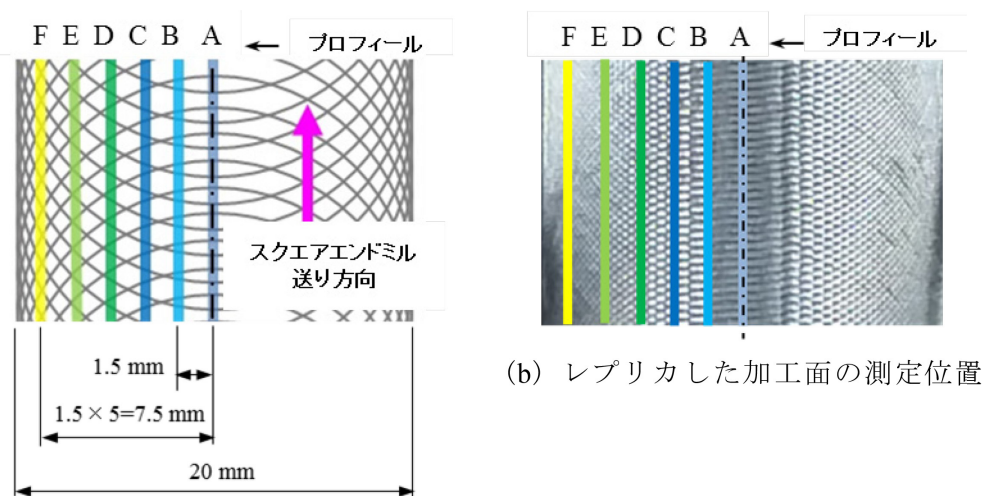 F E D C B A ← プロフィール
スクエアエンドミル
送り方向
1.5 mm
1.5 × 5=7.5 mm
20 mm
F E D C B A ← プロフィール
(b) レプリカした加工面の測定位置